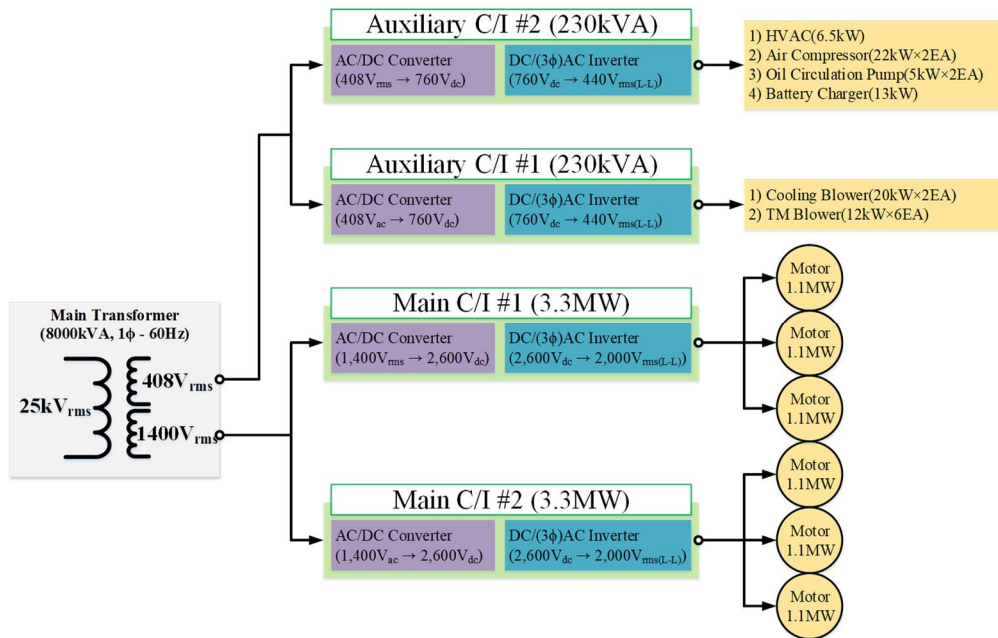 Auxiliary C/I #2 (230kVA)
AC/DC Converter
(408Vrms → 760Vdc)
DC/(3ϕ)AC Inverter
(760Vdc → 440Vrms(L-L))
1) HVAC(6.5kW)
2) Air Compressor(22kW×2EA)
3) Oil Circulation Pump(5kW×2EA)
4) Battery Charger(13kW)
Auxiliary C/I #1 (230kVA)
AC/DC Converter
(408Vac → 760Vdc)
DC/(3ϕ)AC Inverter
(760Vdc → 440Vrms(L-L))
1) Cooling Blower(20kW×2EA)
2) TM Blower(12kW×6EA)
Main Transformer
(8000kVA, 1ϕ - 60Hz)
25kVrms
408Vrms
1400Vrms
Main C/I #1 (3.3MW)
AC/DC Converter
(1,400Vrms → 2,600Vdc)
DC/(3ϕ)AC Inverter
(2,600Vdc → 2,000Vrms(L-L))
Motor
1.1MW
Motor
1.1MW
Motor
1.1MW
Main C/I #2 (3.3MW)
AC/DC Converter
(1,400Vac → 2,600Vdc)
DC/(3ϕ)AC Inverter
(2,600Vdc → 2,000Vrms(L-L))
Motor
1.1MW
Motor
1.1MW
Motor
1.1MW